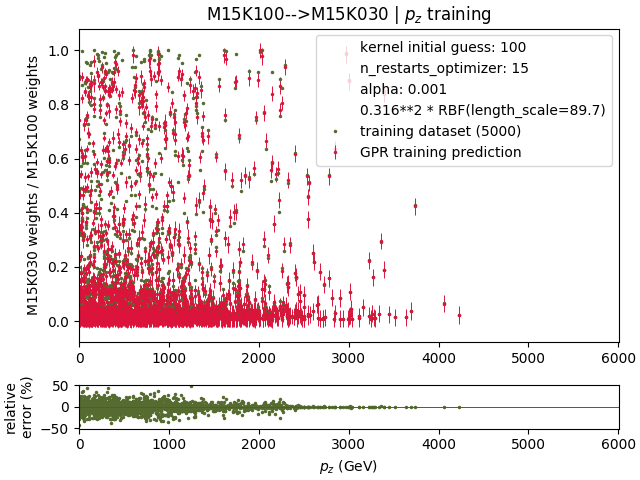 M15K100-->M15K030 | p_z training
M15K030 weights / M15K100 weights
1.0
0.8
0.6
0.4
0.2
0.0
kernel initial guess: 100
n_restarts_optimizer: 15
alpha: 0.001
0.316**2 * RBF(length_scale=89.7)
training dataset (5000)
GPR training prediction
0 1000 2000 3000 4000 5000 6000
relative
error (%)
50
0
−50
0 1000 2000 3000 4000 5000 6000
p_z (GeV)